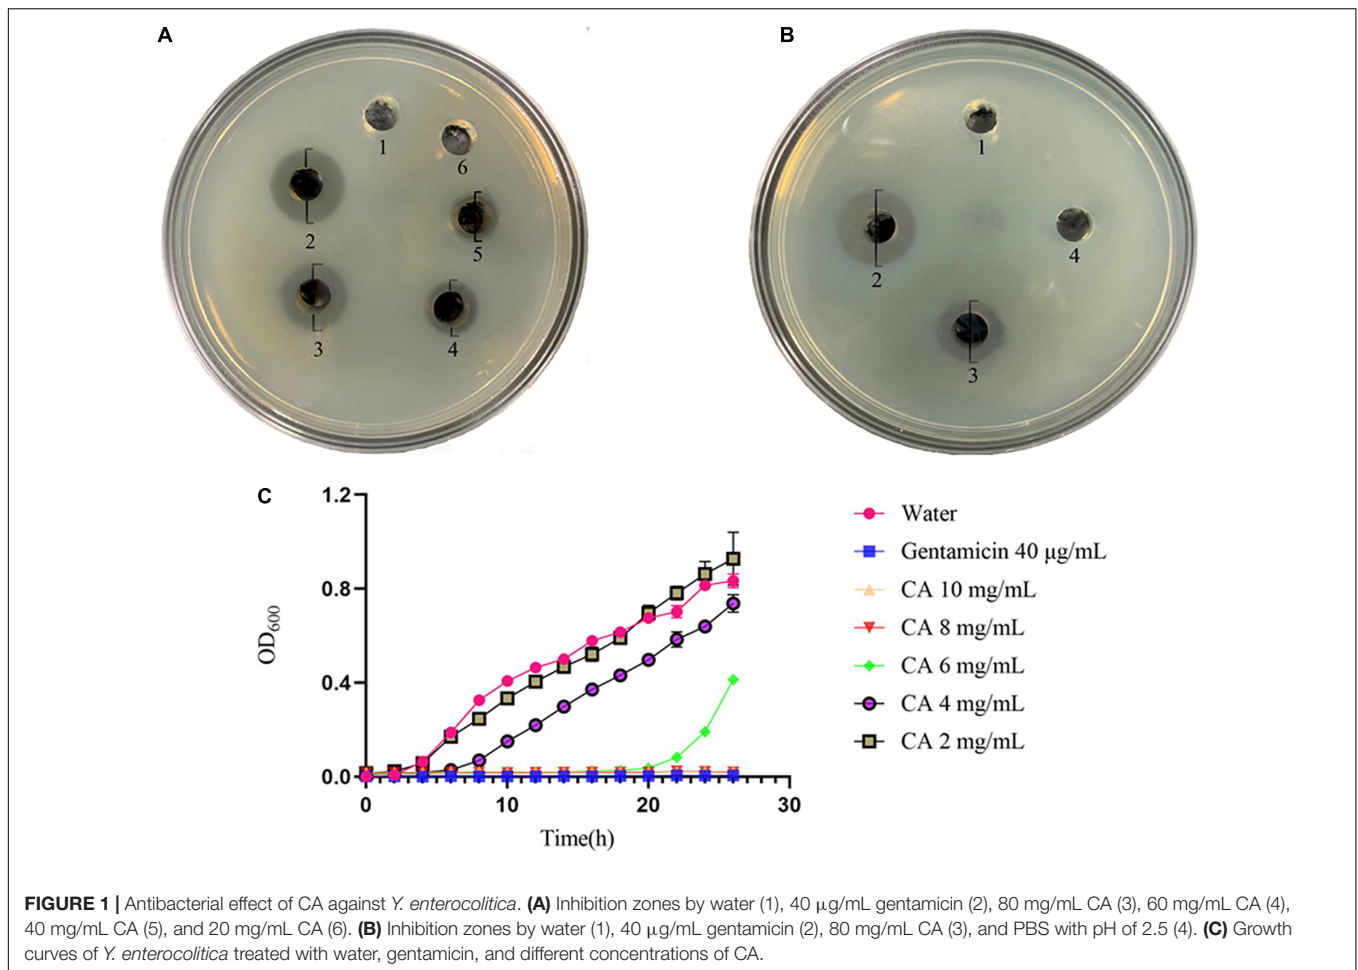 A
B
1
6
2
5
3
4
1
2
4
3
C
1.2
0.8
0.4
0.0
OD600
0
10
20
30
Time(h)
Water
Gentamicin 40 μg/mL
CA 10 mg/mL
CA 8 mg/mL
CA 6 mg/mL
CA 4 mg/mL
CA 2 mg/mL
FIGURE 1 | Antibacterial effect of CA against Y. enterocolitica. (A) Inhibition zones by water (1), 40 μg/mL gentamicin (2), 80 mg/mL CA (3), 60 mg/mL CA (4),
40 mg/mL CA (5), and 20 mg/mL CA (6). (B) Inhibition zones by water (1), 40 μg/mL gentamicin (2), 80 mg/mL CA (3), and PBS with pH of 2.5 (4). (C) Growth
curves of Y. enterocolitica treated with water, gentamicin, and different concentrations of CA.